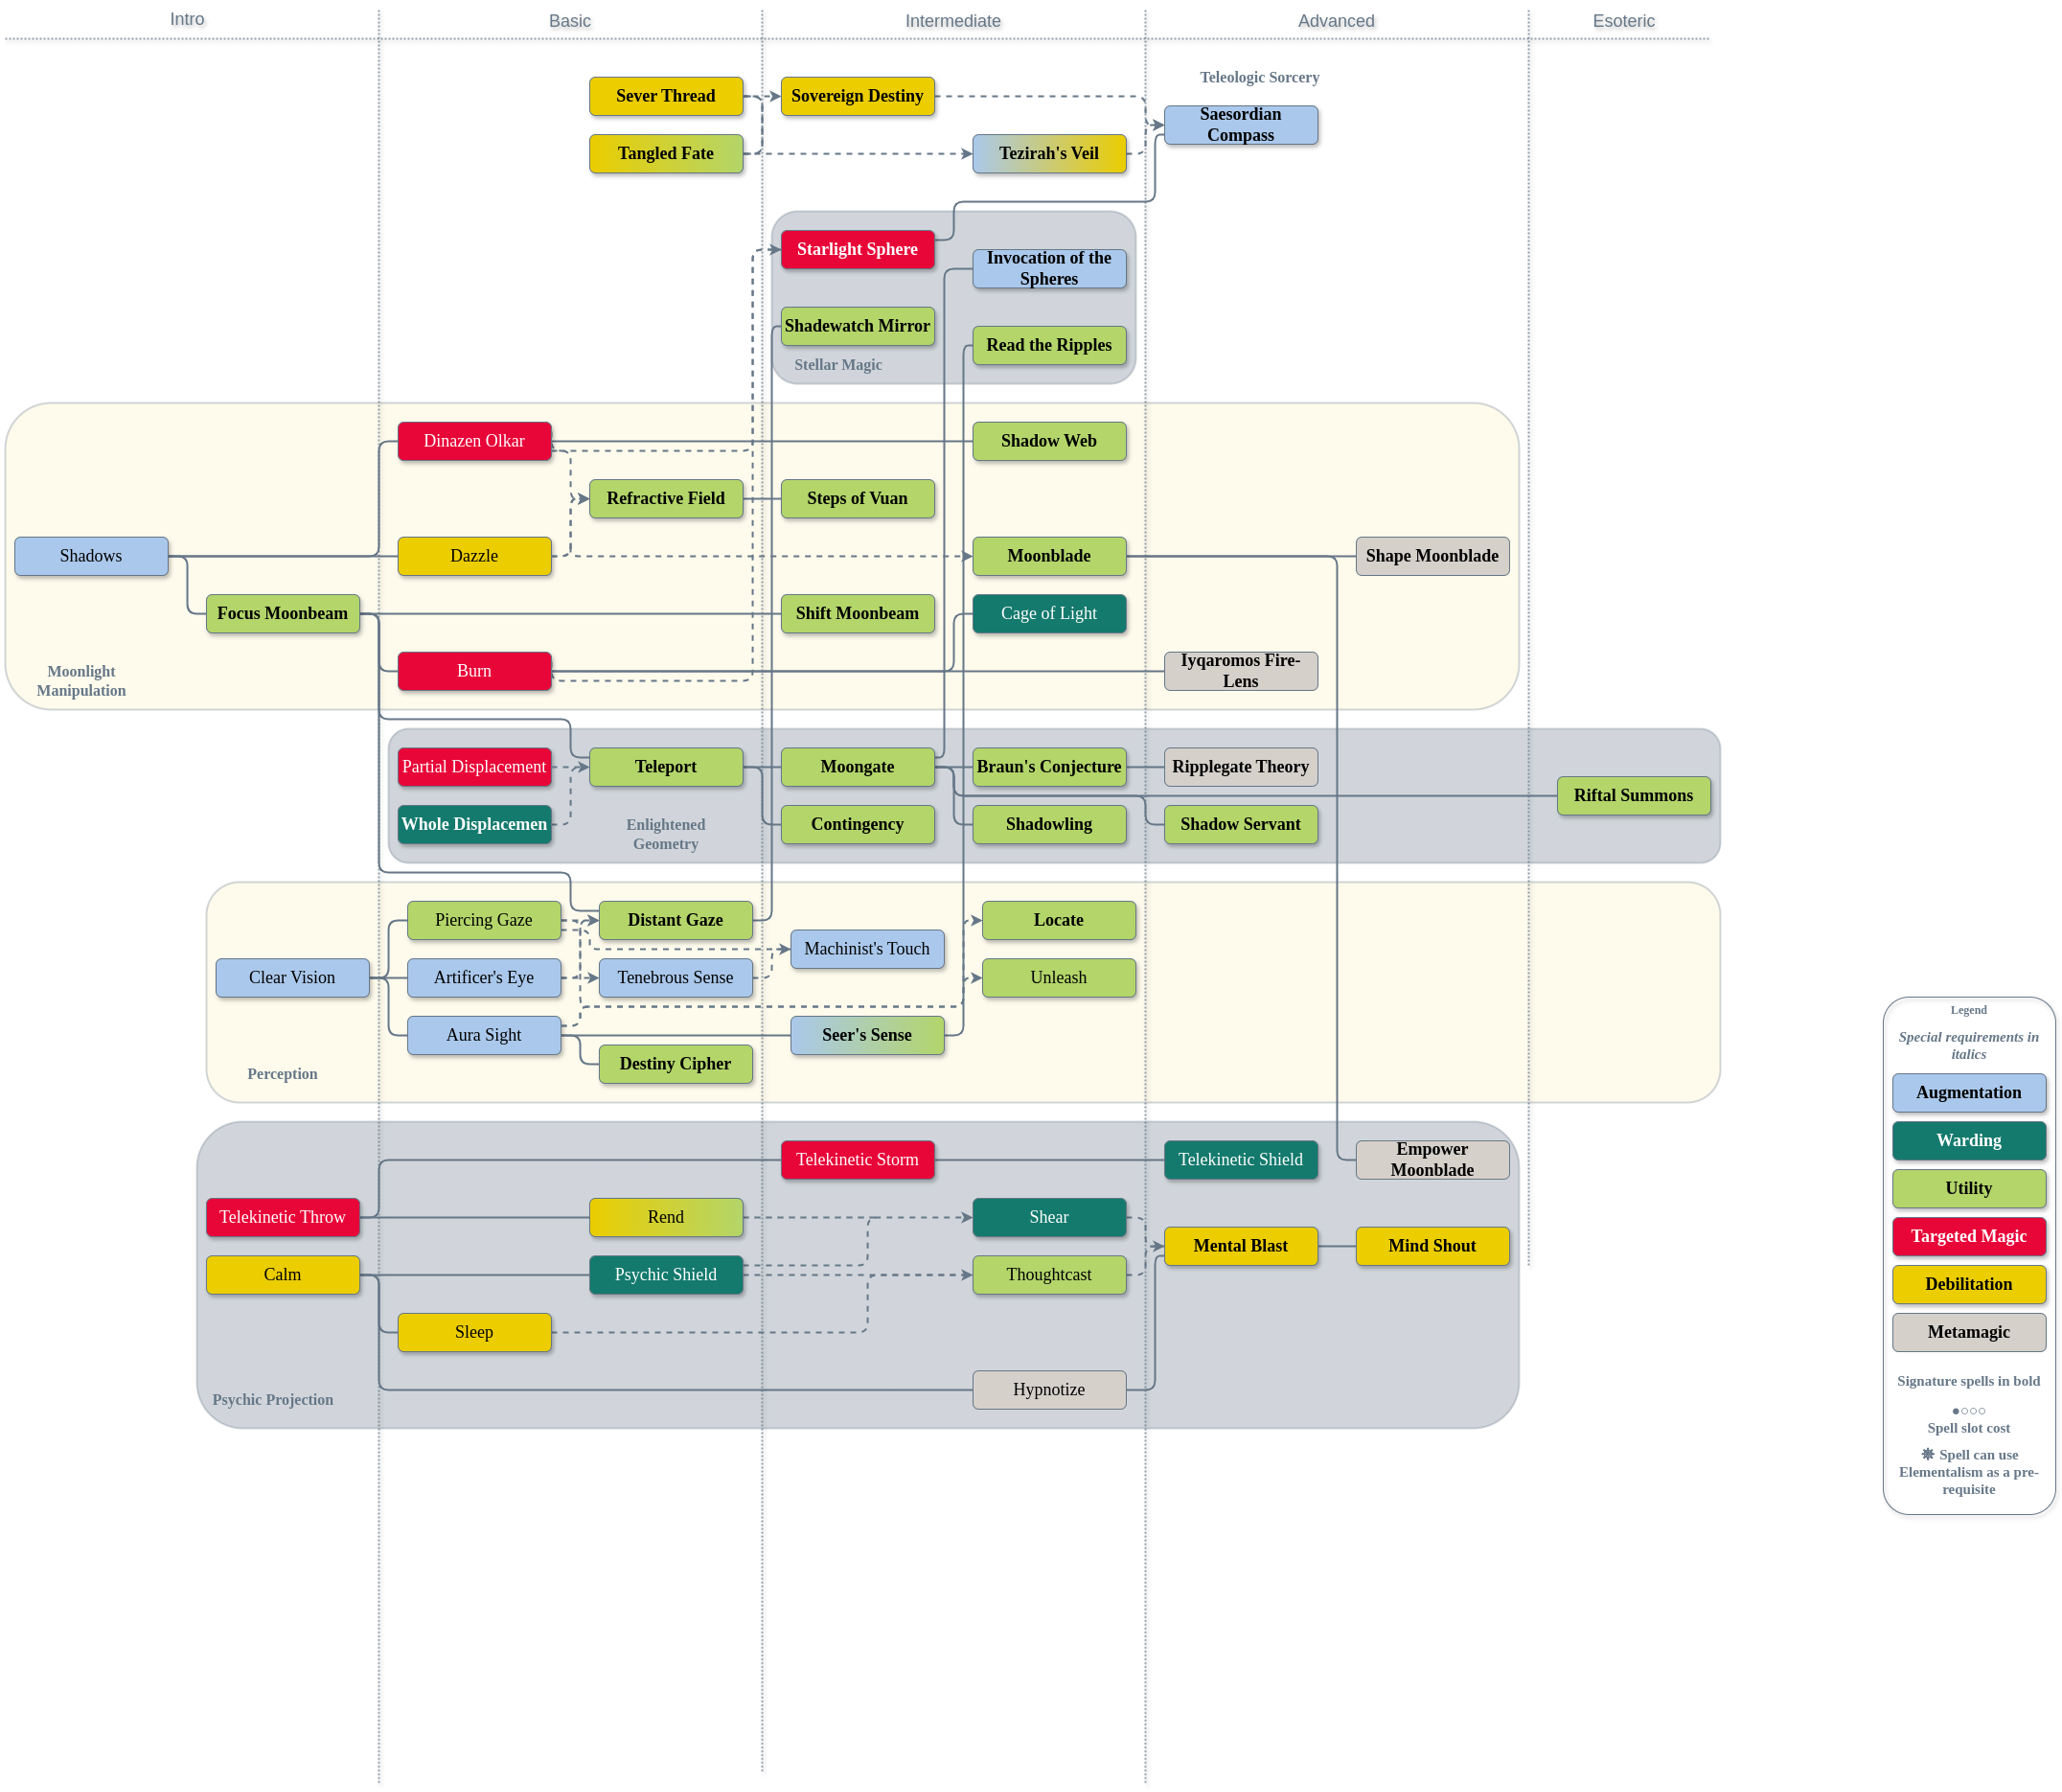 Intro
Basic
Intermediate
Advanced
Esoteric
Teleologic Sorcery
Sever Thread
Sovereign Destiny
Saesordian
Compass
Tangled Fate
Tezirah's Veil
Starlight Sphere
Invocation of the
Spheres
Shadewatch Mirror
Read the Ripples
Stellar Magic
Dinazen Olkar
Shadow Web
Refractive Field
Steps of Vuan
Shadows
Dazzle
Moonblade
Shape Moonblade
Focus Moonbeam
Shift Moonbeam
Cage of Light
Burn
Iyqaromos Fire-
Lens
Moonlight
Manipulation
Partial Displacement
Teleport
Moongate
Braun's Conjecture
Ripplegate Theory
Riftal Summons
Whole Displacemen
Contingency
Shadowling
Shadow Servant
Enlightened
Geometry
Piercing Gaze
Distant Gaze
Locate
Machinist's Touch
Clear Vision
Artificer's Eye
Tenebrous Sense
Unleash
Aura Sight
Seer's Sense
Destiny Cipher
Perception
Telekinetic Storm
Telekinetic Shield
Empower
Moonblade
Telekinetic Throw
Rend
Shear
Mental Blast
Mind Shout
Calm
Psychic Shield
Thoughtcast
Sleep
Hypnotize
Psychic Projection
Legend
Special requirements in
italics
Augmentation
Warding
Utility
Targeted Magic
Debilitation
Metamagic
Signature spells in bold
●○○○
Spell slot cost
⎈ Spell can use
Elementalism as a pre-
requisite